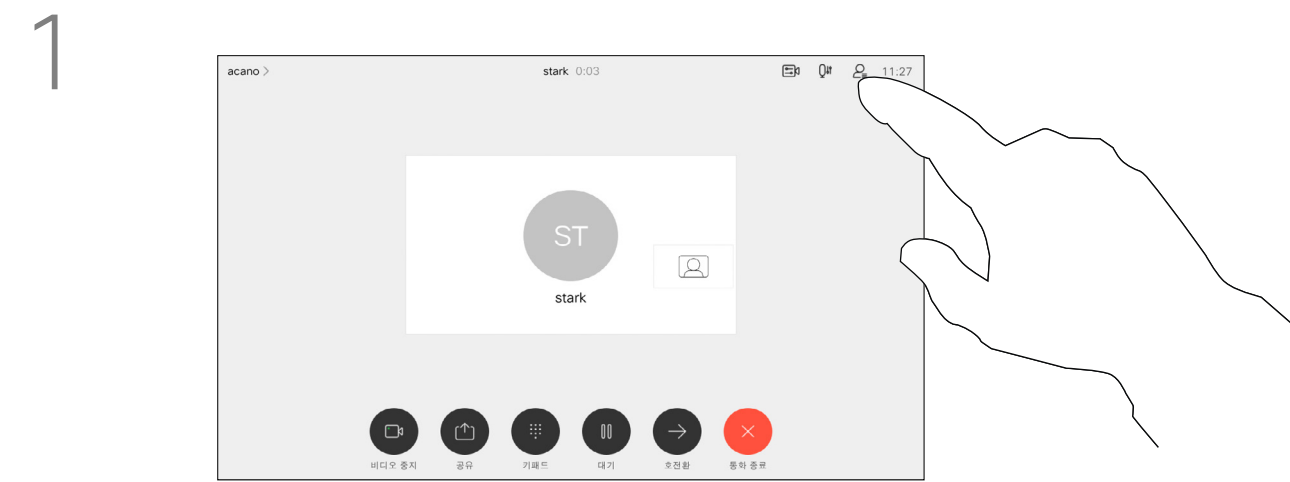 1
acano >
stark 0:03
11:27
ST
stark
비디오 중지
공유
기패드
대기
호전환
통화 종료